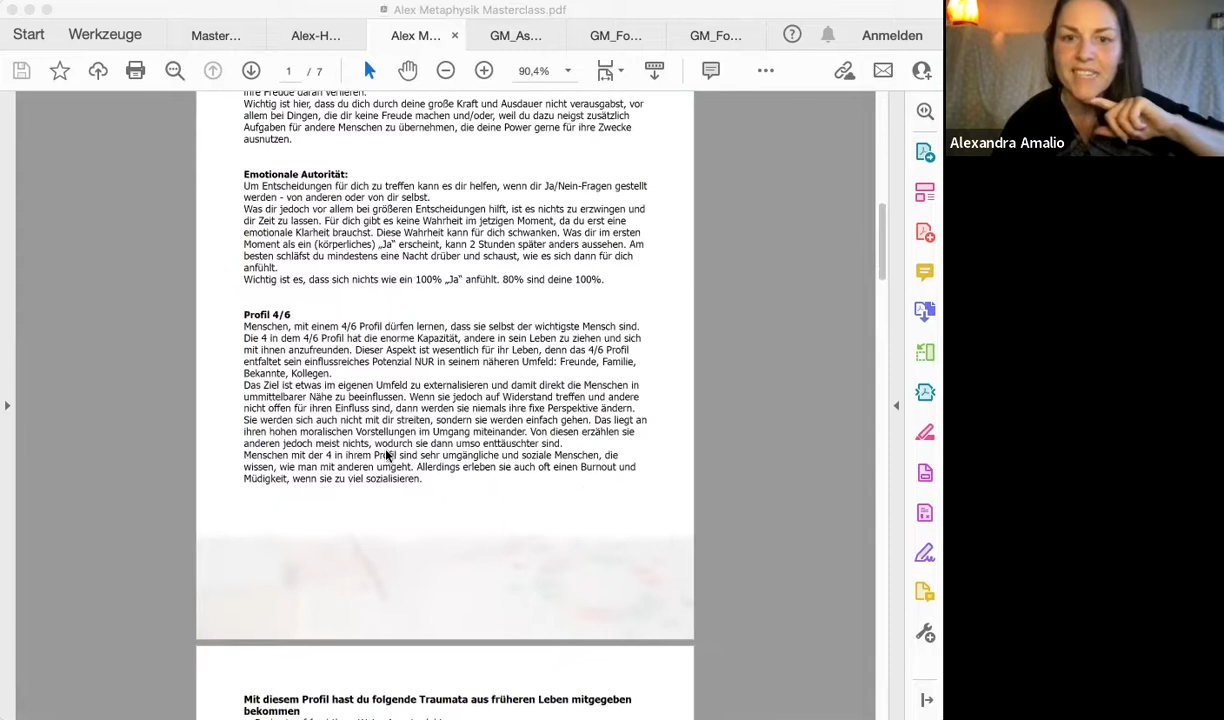 Alex Metaphysik Masterclass.pdf
Start Werkzeuge Master... Alex-H... Alex M... × GM_As... GM_Fo... GM_Fo... Anmelden
1 / 7 90,4%
ihre Freude daran verlieren.
Wichtig ist hier, dass du dich durch deine große Kraft und Ausdauer nicht verausgabst, vor
allem bei Dingen, die dir keine Freude machen und/oder, weil du dazu neigst zusätzlich
Aufgaben für andere Menschen zu übernehmen, die deine Power gerne für ihre Zwecke
ausnutzen.
Emotionale Autorität:
Um Entscheidungen für dich zu treffen kann es dir helfen, wenn dir Ja/Nein-Fragen gestellt
werden - von anderen oder von dir selbst.
Was dir jedoch vor allem bei größeren Entscheidungen hilft, ist es nichts zu erzwingen und
dir Zeit zu lassen. Für dich gibt es keine Wahrheit im jetzigen Moment, da du erst eine
emotionale Klarheit brauchst. Diese Wahrheit kann für dich schwanken. Was dir im ersten
Moment als ein (körperliches) „Ja“ erscheint, kann 2 Stunden später anders aussehen. Am
besten schläfst du mindestens eine Nacht drüber und schaust, wie es sich dann für dich
anfühlt.
Wichtig ist es, dass sich nichts wie ein 100% „Ja“ anfühlt. 80% sind deine 100%.
Profil 4/6
Menschen, mit einem 4/6 Profil dürfen lernen, dass sie selbst der wichtigste Mensch sind.
Die 4 in dem 4/6 Profil hat die enorme Kapazität, andere in sein Leben zu ziehen und sich
mit ihnen anzufreunden. Dieser Aspekt ist wesentlich für ihr Leben, denn das 4/6 Profil
entfaltet sein einflussreiches Potenzial NUR in seinem näheren Umfeld: Freunde, Familie,
Bekannte, Kollegen.
Das Ziel ist etwas im eigenen Umfeld zu externalisieren und damit direkt die Menschen in
ummittelbarer Nähe zu beeinflussen. Wenn sie jedoch auf Widerstand treffen und andere
nicht offen für ihren Einfluss sind, dann werden sie niemals ihre fixe Perspektive ändern.
Sie werden sich auch nicht mit dir streiten, sondern sie werden einfach gehen. Das liegt an
ihren hohen moralischen Vorstellungen im Umgang miteinander. Von diesen erzählen sie
anderen jedoch meist nichts, wodurch sie dann umso enttäuschter sind.
Menschen mit der 4 in ihrem Profil sind sehr umgängliche und soziale Menschen, die
wissen, wie man mit anderen umgeht. Allerdings erleben sie auch oft einen Burnout und
Müdigkeit, wenn sie zu viel sozialisieren.
Mit diesem Profil hast du folgende Traumata aus früheren Leben mitgegeben
bekommen
Alexandra Amalio